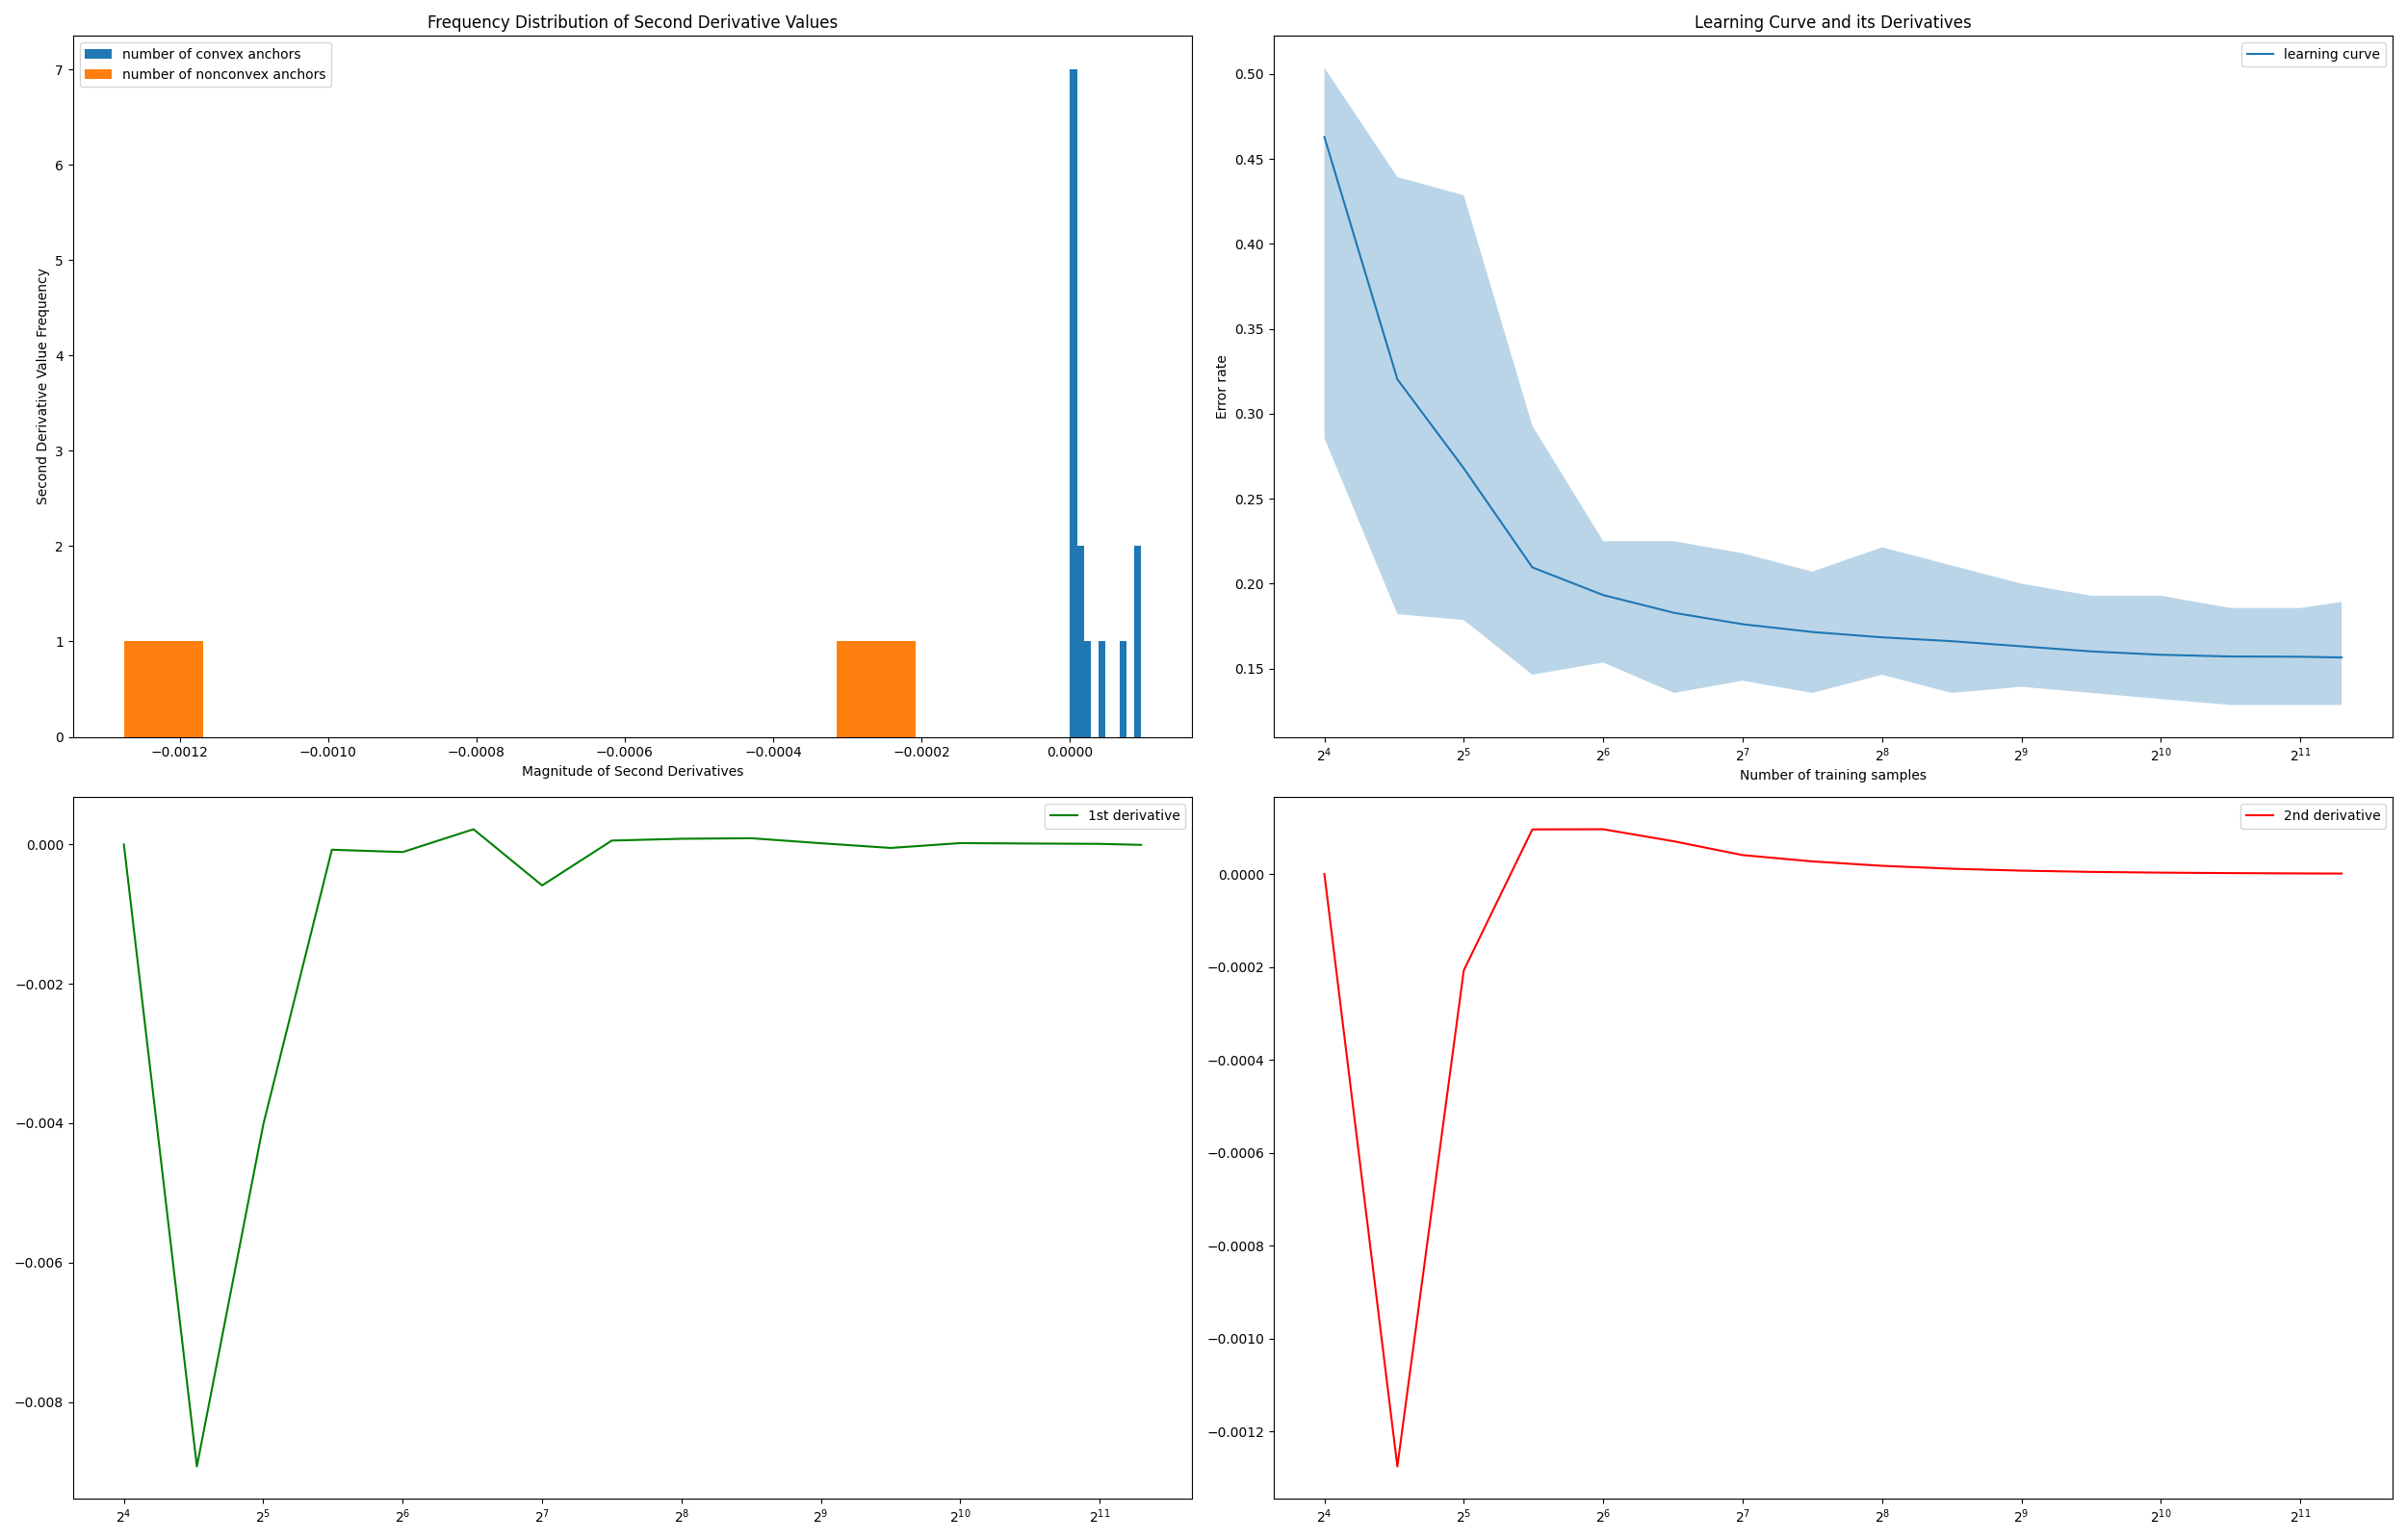 Frequency Distribution of Second Derivative Values
number of convex anchors
number of nonconvex anchors
Second Derivative Value Frequency
7
6
5
4
3
2
1
0
−0.0012 −0.0010 −0.0008 −0.0006 −0.0004 −0.0002 0.0000
Magnitude of Second Derivatives
Learning Curve and its Derivatives
learning curve
Error rate
0.50
0.45
0.40
0.35
0.30
0.25
0.20
0.15
2⁴ 2⁵ 2⁶ 2⁷ 2⁸ 2⁹ 2¹⁰ 2¹¹
Number of training samples
1st derivative
0.000
−0.002
−0.004
−0.006
−0.008
2⁴ 2⁵ 2⁶ 2⁷ 2⁸ 2⁹ 2¹⁰ 2¹¹
2nd derivative
0.0000
−0.0002
−0.0004
−0.0006
−0.0008
−0.0010
−0.0012
2⁴ 2⁵ 2⁶ 2⁷ 2⁸ 2⁹ 2¹⁰ 2¹¹